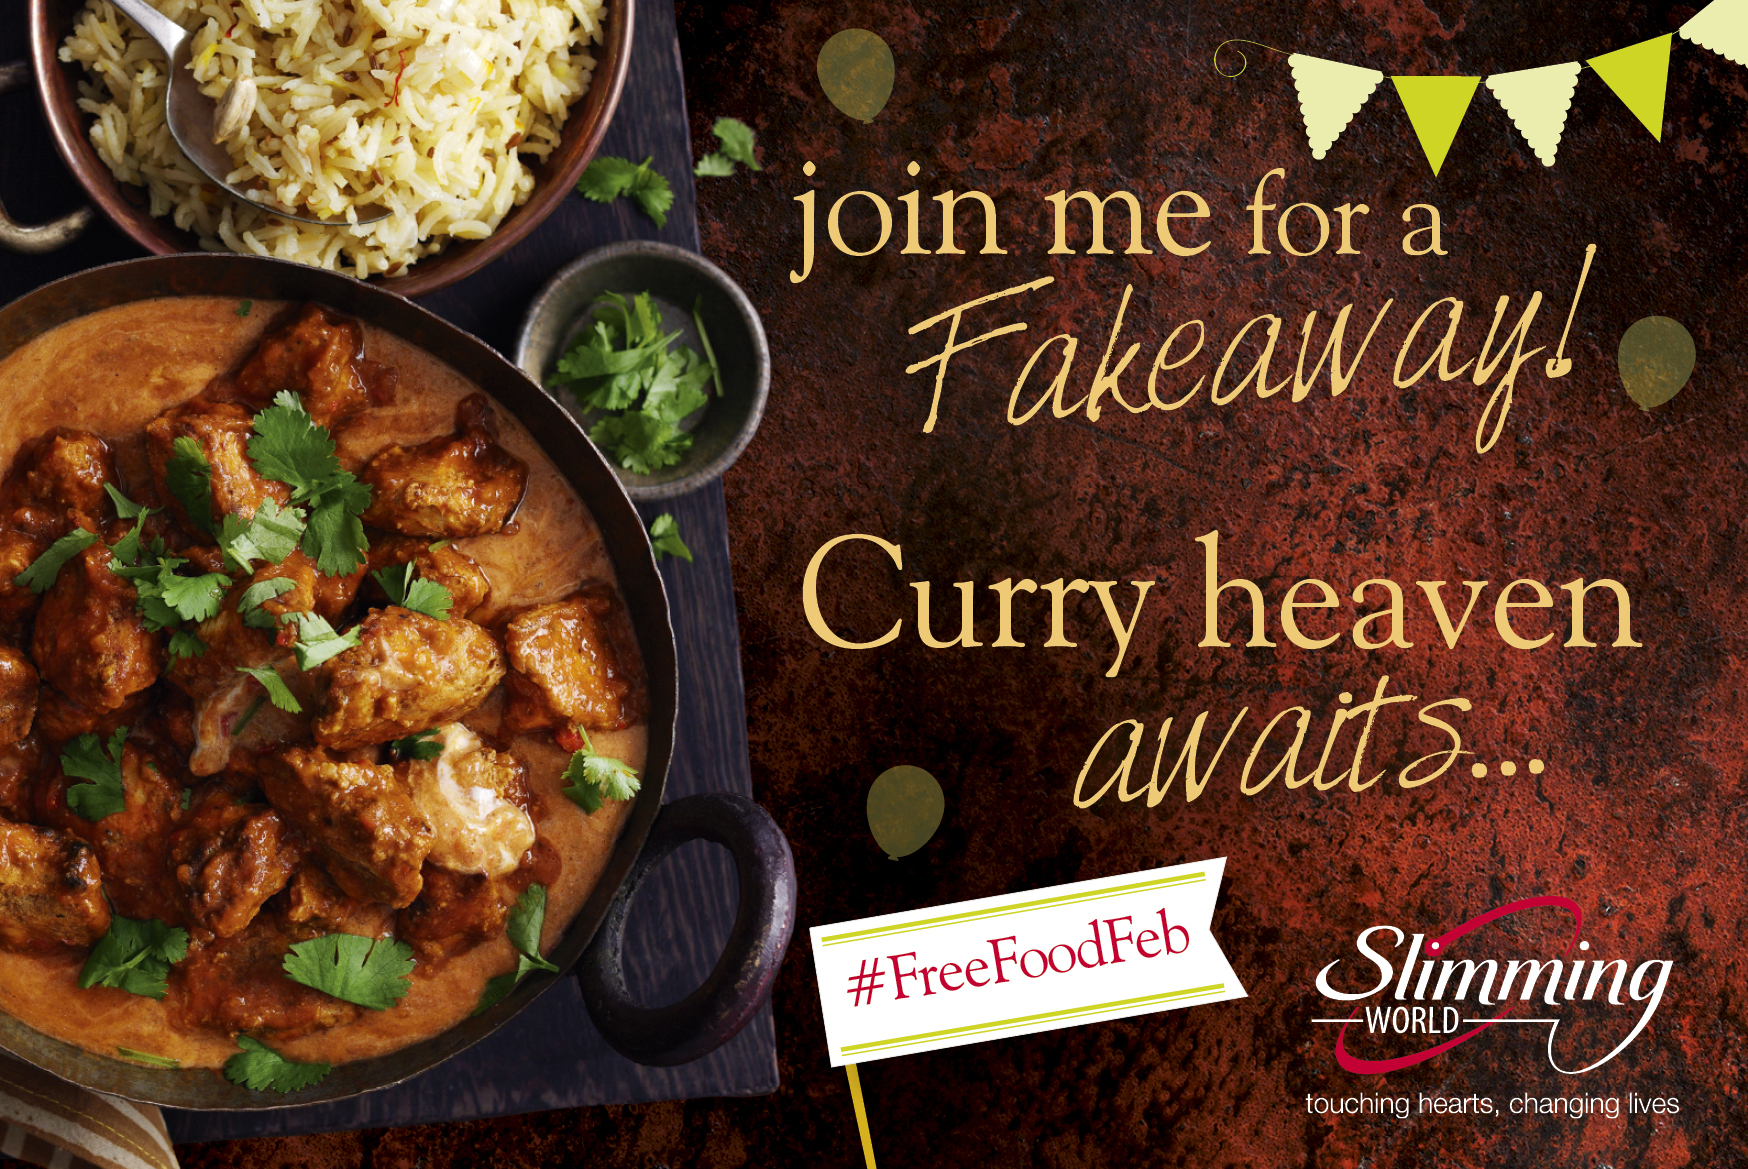 join me for a
Fakeaway!
Curry heaven
awaits...
#FreeFoodFeb
Slimming
WORLD
touching hearts, changing lives